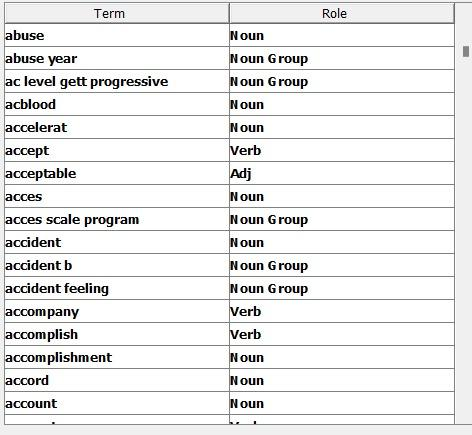 Term Role
abuse Noun
abuse year Noun Group
ac level gett progressive Noun Group
acblood Noun
accelerat Noun
accept Verb
acceptable Adj
acces Noun
acces scale program Noun Group
accident Noun
accident b Noun Group
accident feeling Noun Group
accompany Verb
accomplish Verb
accomplishment Noun
accord Noun
account Noun